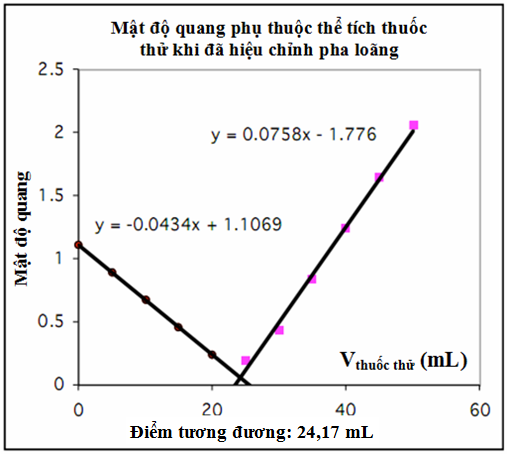 Mật độ quang phụ thuộc thể tích thuốc
thử khi đã hiệu chỉnh pha loãng
2.5
2
1.5
1
0.5
0
y = 0.0758x - 1.776
y = -0.0434x + 1.1069
Mật độ quang
V thuốc thử (mL)
0
20
40
60
Điểm tương đương: 24,17 mL